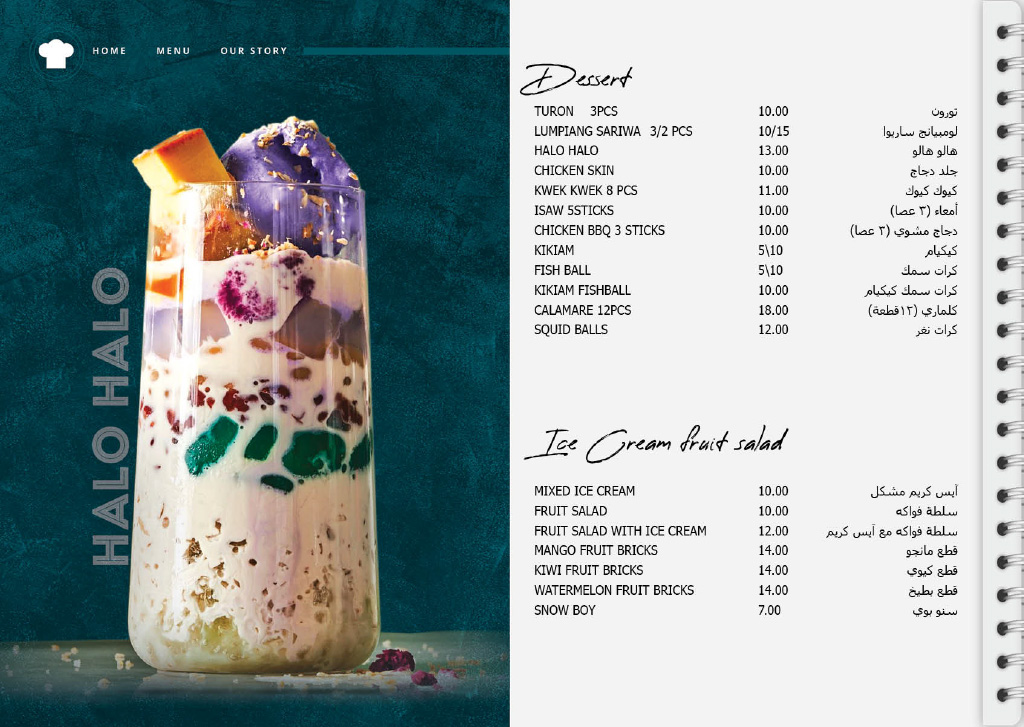 HOME MENU OUR STORY
HALO HALO
Dessert
TURON 3PCS 10.00 تورون
LUMPIANG SARIWA 3/2 PCS 10/15 لومبيانج ساريوا
HALO HALO 13.00 هالو هالو
CHICKEN SKIN 10.00 جلد دجاج
KWEK KWEK 8 PCS 11.00 كيوك كيوك
ISAW 5STICKS 10.00 أمعاء (٣ عصا)
CHICKEN BBQ 3 STICKS 10.00 دجاج مشوي (٣ عصا)
KIKIAM 5\10 كيكيام
FISH BALL 5\10 كرات سمك
KIKIAM FISHBALL 10.00 كرات سمك كيكيام
CALAMARE 12PCS 18.00 كلماري (١٢قطعة)
SQUID BALLS 12.00 كرات نغر
Ice Cream fruit salad
MIXED ICE CREAM 10.00 آيس كريم مشكل
FRUIT SALAD 10.00 سلطة فواكه
FRUIT SALAD WITH ICE CREAM 12.00 سلطة فواكه مع آيس كريم
MANGO FRUIT BRICKS 14.00 قطع مانجو
KIWI FRUIT BRICKS 14.00 قطع كيوي
WATERMELON FRUIT BRICKS 14.00 قطع بطيخ
SNOW BOY 7.00 سنو بوي